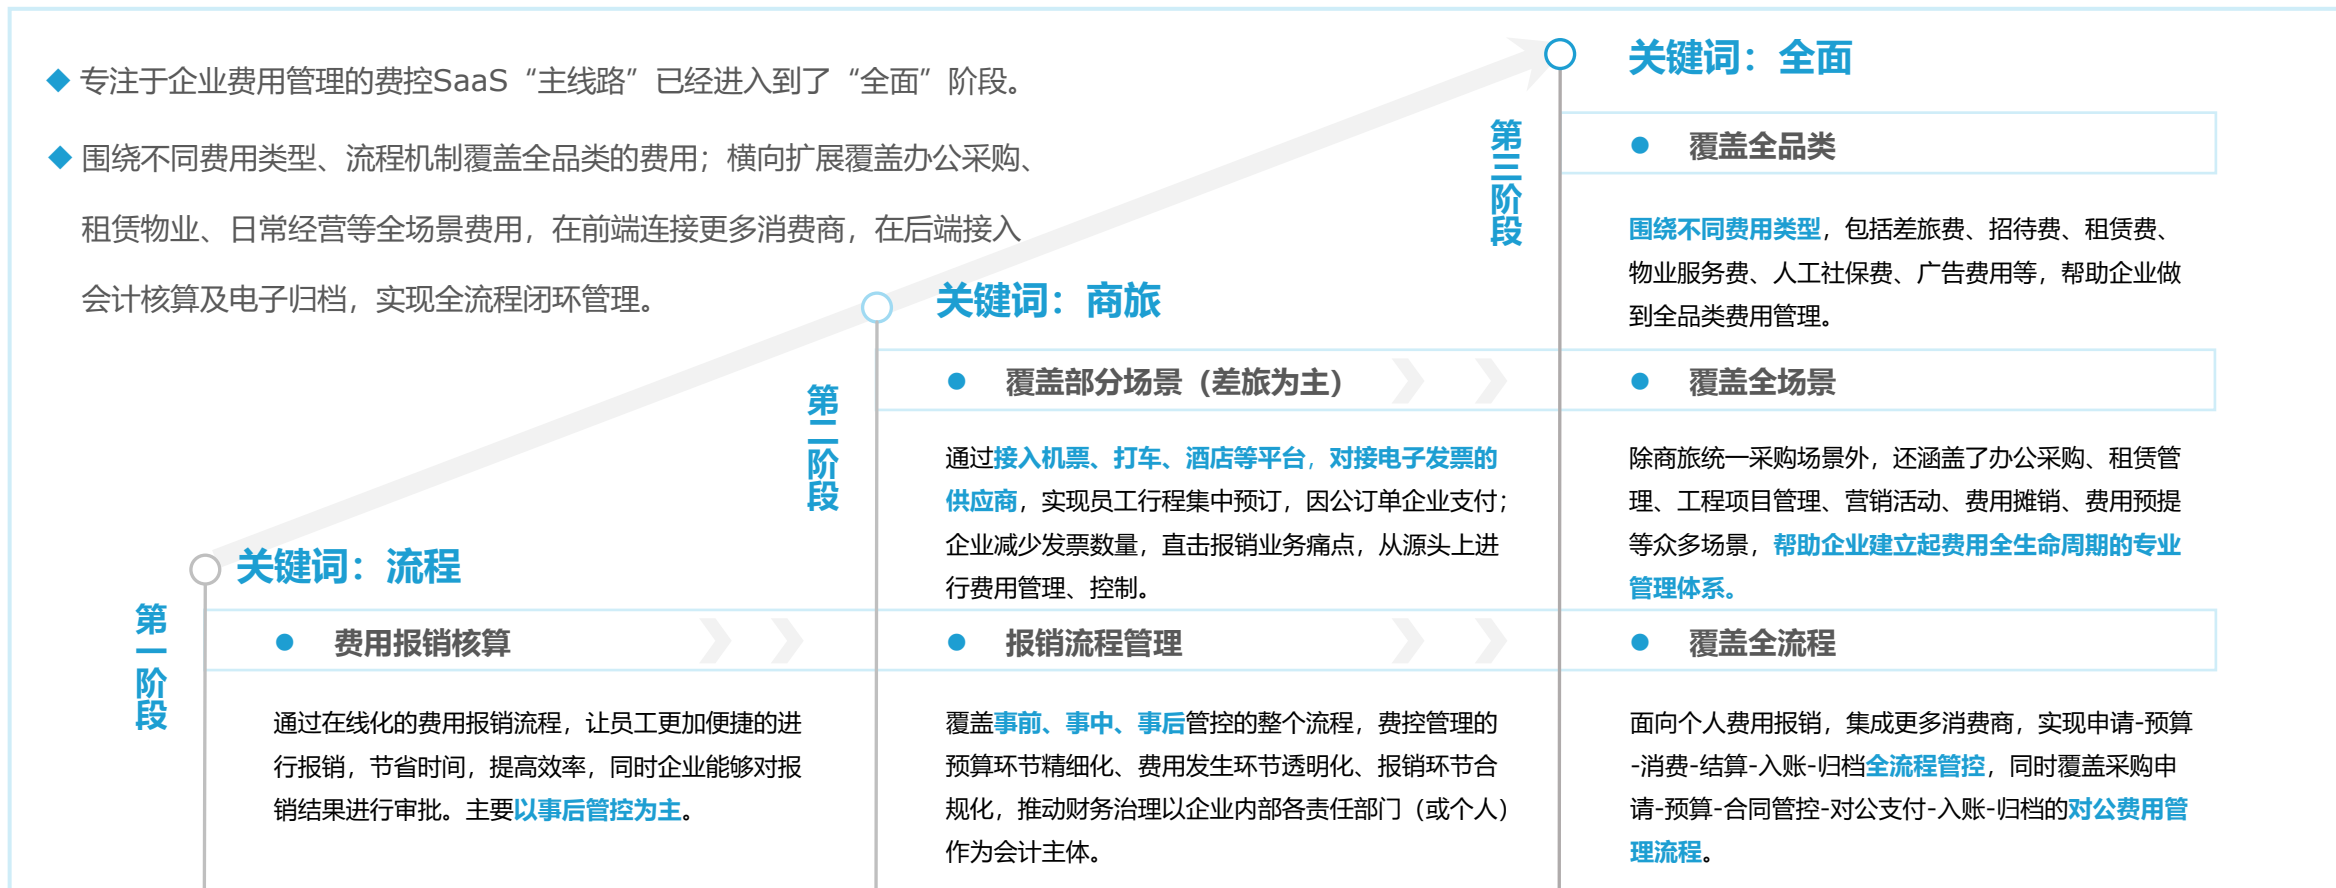 专注于企业费用管理的费控SaaS“主线路”已经进入到了“全面”阶段。
围绕不同费用类型、流程机制覆盖全品类的费用；横向扩展覆盖办公采购、
租赁物业、日常经营等全场景费用，在前端连接更多消费商，在后端接入
会计核算及电子归档，实现全流程闭环管理。
第一阶段
关键词：流程
费用报销核算
通过在线化的费用报销流程，让员工更加便捷的进
行报销，节省时间，提高效率，同时企业能够对报
销结果进行审批。主要以事后管控为主。
第二阶段
关键词：商旅
覆盖部分场景（差旅为主）
通过接入机票、打车、酒店等平台，对接电子发票的
供应商，实现员工行程集中预订，因公订单企业支付；
企业减少发票数量，直击报销业务痛点，从源头上进
行费用管理、控制。
报销流程管理
覆盖事前、事中、事后管控的整个流程，费控管理的
预算环节精细化、费用发生环节透明化、报销环节合
规化，推动财务治理以企业内部各责任部门（或个人）
作为会计主体。
第三阶段
关键词：全面
覆盖全品类
围绕不同费用类型，包括差旅费、招待费、租赁费、
物业服务费、人工社保费、广告费用等，帮助企业做
到全品类费用管理。
覆盖全场景
除商旅统一采购场景外，还涵盖了办公采购、租赁管
理、工程项目管理、营销活动、费用摊销、费用预提
等众多场景，帮助企业建立起费用全生命周期的专业
管理体系。
覆盖全流程
面向个人费用报销，集成更多消费商，实现申请-预算
-消费-结算-入账-归档全流程管控，同时覆盖采购申
请-预算-合同管控-对公支付-入账-归档的对公费用管
理流程。